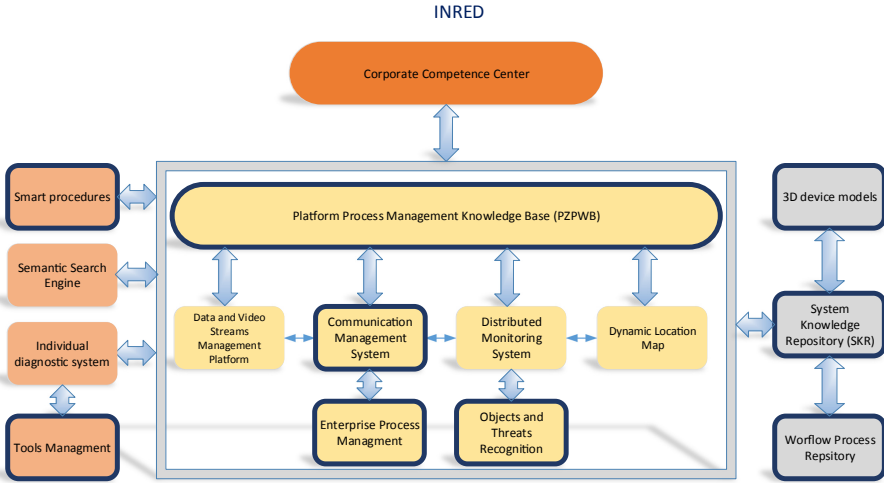 INRED
Corporate Competence Center
Smart procedures
3D device models
Platform Process Management Knowledge Base (PZPWB)
Semantic Search
Engine
Data and Video
Streams
Management
Platform
Communication
Management
System
Distributed
Monitoring
System
Dynamic Location
Map
System
Knowledge
Repository (SKR)
Individual
diagnostic system
Enterprise Process
Managment
Objects and
Threats
Recognition
Tools Managment
Worflow Process
Repsitory